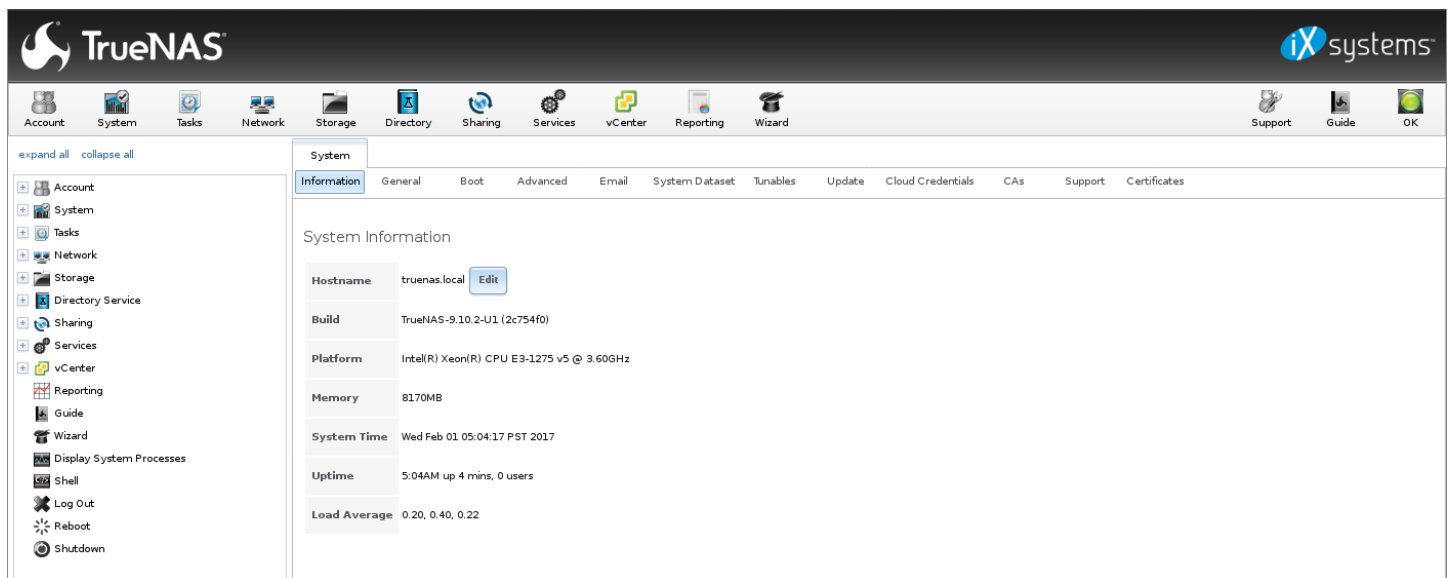 TrueNAS
iXsystems
Account System Tasks Network Storage Directory Sharing Services vCenter Reporting Wizard Support Guide OK
expand all collapse all
System
Information General Boot Advanced Email System Dataset Tunables Update Cloud Credentials CAs Support Certificates
Account
System
Tasks
Network
Storage
Directory Service
Sharing
Services
vCenter
Reporting
Guide
Wizard
Display System Processes
Shell
Log Out
Reboot
Shutdown
System Information
Hostname truenas.local Edit
Build TrueNAS-9.10.2-U1 (2c754f0)
Platform Intel(R) Xeon(R) CPU E3-1275 v5 @ 3.60GHz
Memory 8170MB
System Time Wed Feb 01 05:04:17 PST 2017
Uptime 5:04AM up 4 mins, 0 users
Load Average 0.20, 0.40, 0.22